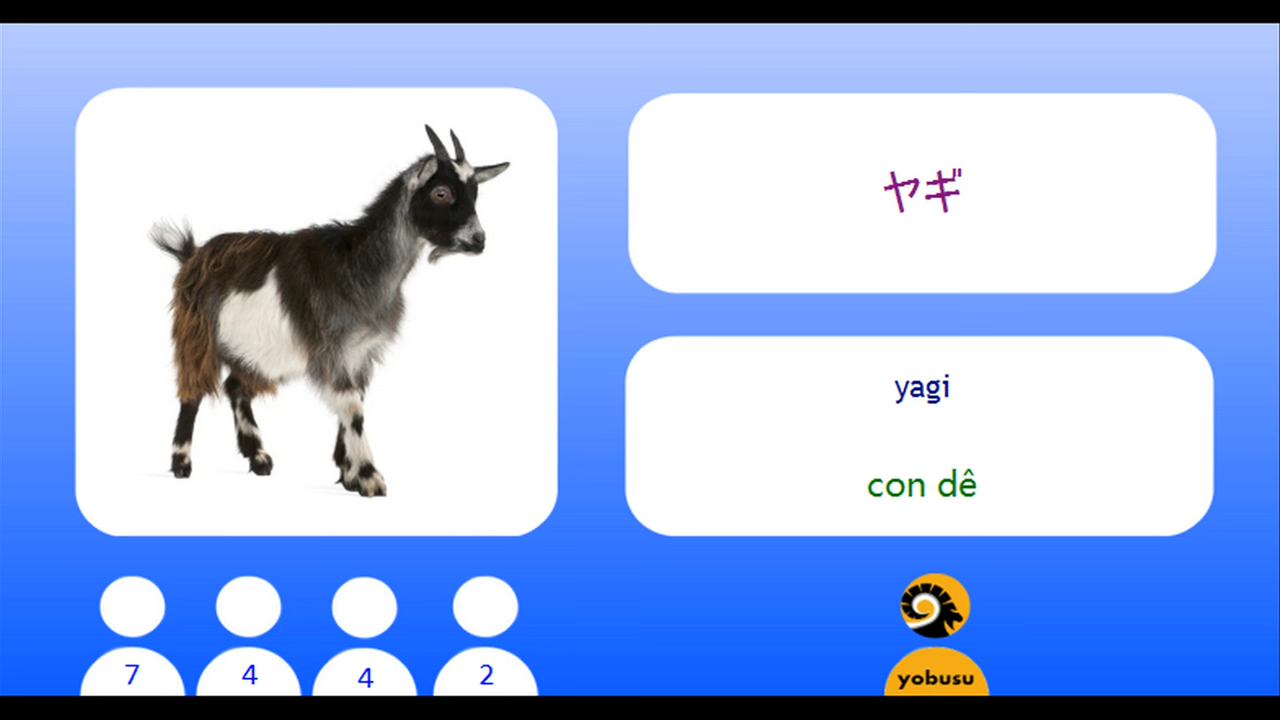 ヤギ
yagi
con dê
7 4 4 2
yobusu